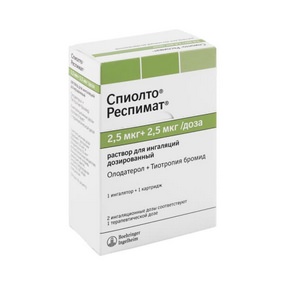 Спиолто®
Респимат®
2,5 мкг+ 2,5 мкг /доза
раствор для ингаляций
дозированный
Олодатерол + Тиотропия бромид
1 ингалятор + 1 картридж
2 ингаляционные дозы соответствуют
1 терапевтической дозе
Boehringer
Ingelheim